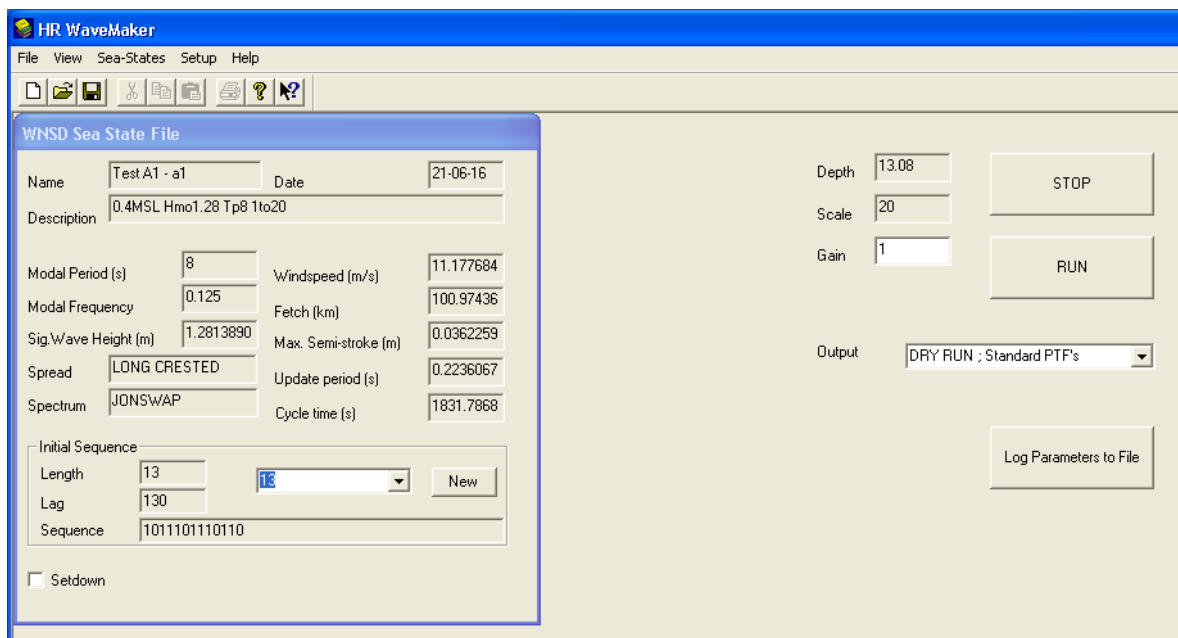 HR WaveMaker
File View Sea-States Setup Help
WNSD Sea State File
Name Test A1 - a1 Date 21-06-16
Description 0.4MSL Hmo1.28 Tp8 1to20
Modal Period (s) 8 Windspeed (m/s) 11.177684
Modal Frequency 0.125 Fetch (km) 100.97436
Sig.Wave Height (m) 1.2813890 Max. Semi-stroke (m) 0.0362259
Spread LONG CRESTED Update period (s) 0.2236067
Spectrum JONSWAP Cycle time (s) 1831.7868
Initial Sequence
Length 13 13 New
Lag 130
Sequence 1011101110110
Setdown
Depth 13.08 STOP
Scale 20
Gain 1 RUN
Output DRY RUN ; Standard PTF's
Log Parameters to File